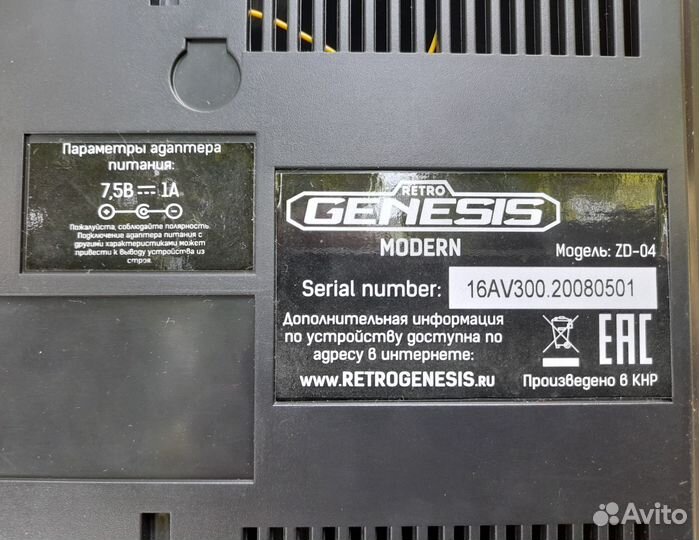 Параметры адаптера
питания:
7,5В 1А
Пожалуйста, соблюдайте полярность.
Подключение адаптера питания с
другими характеристиками может
привести к выводу устройства из
строя.
RETRO
GENESIS
MODERN
Модель: ZD-04
Serial number: 16AV300.20080501
Дополнительная информация
по устройству доступна по
адресу в интернете:
www.RETROGENESIS.ru
EAC
Произведено в КНР
Avito